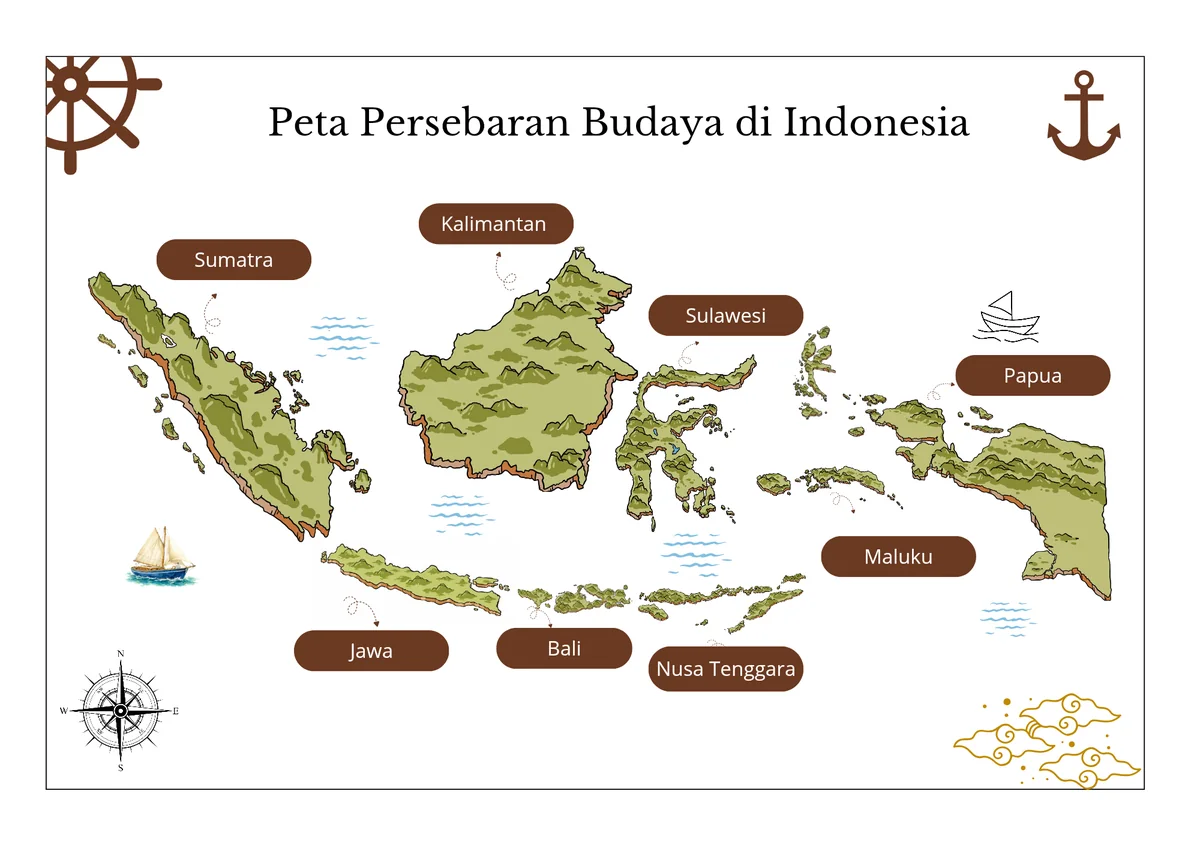 Peta Persebaran Budaya di Indonesia
Kalimantan
Sumatra
Sulawesi
Papua
Maluku
Jawa
Bali
Nusa Tenggara
N
W
E
S